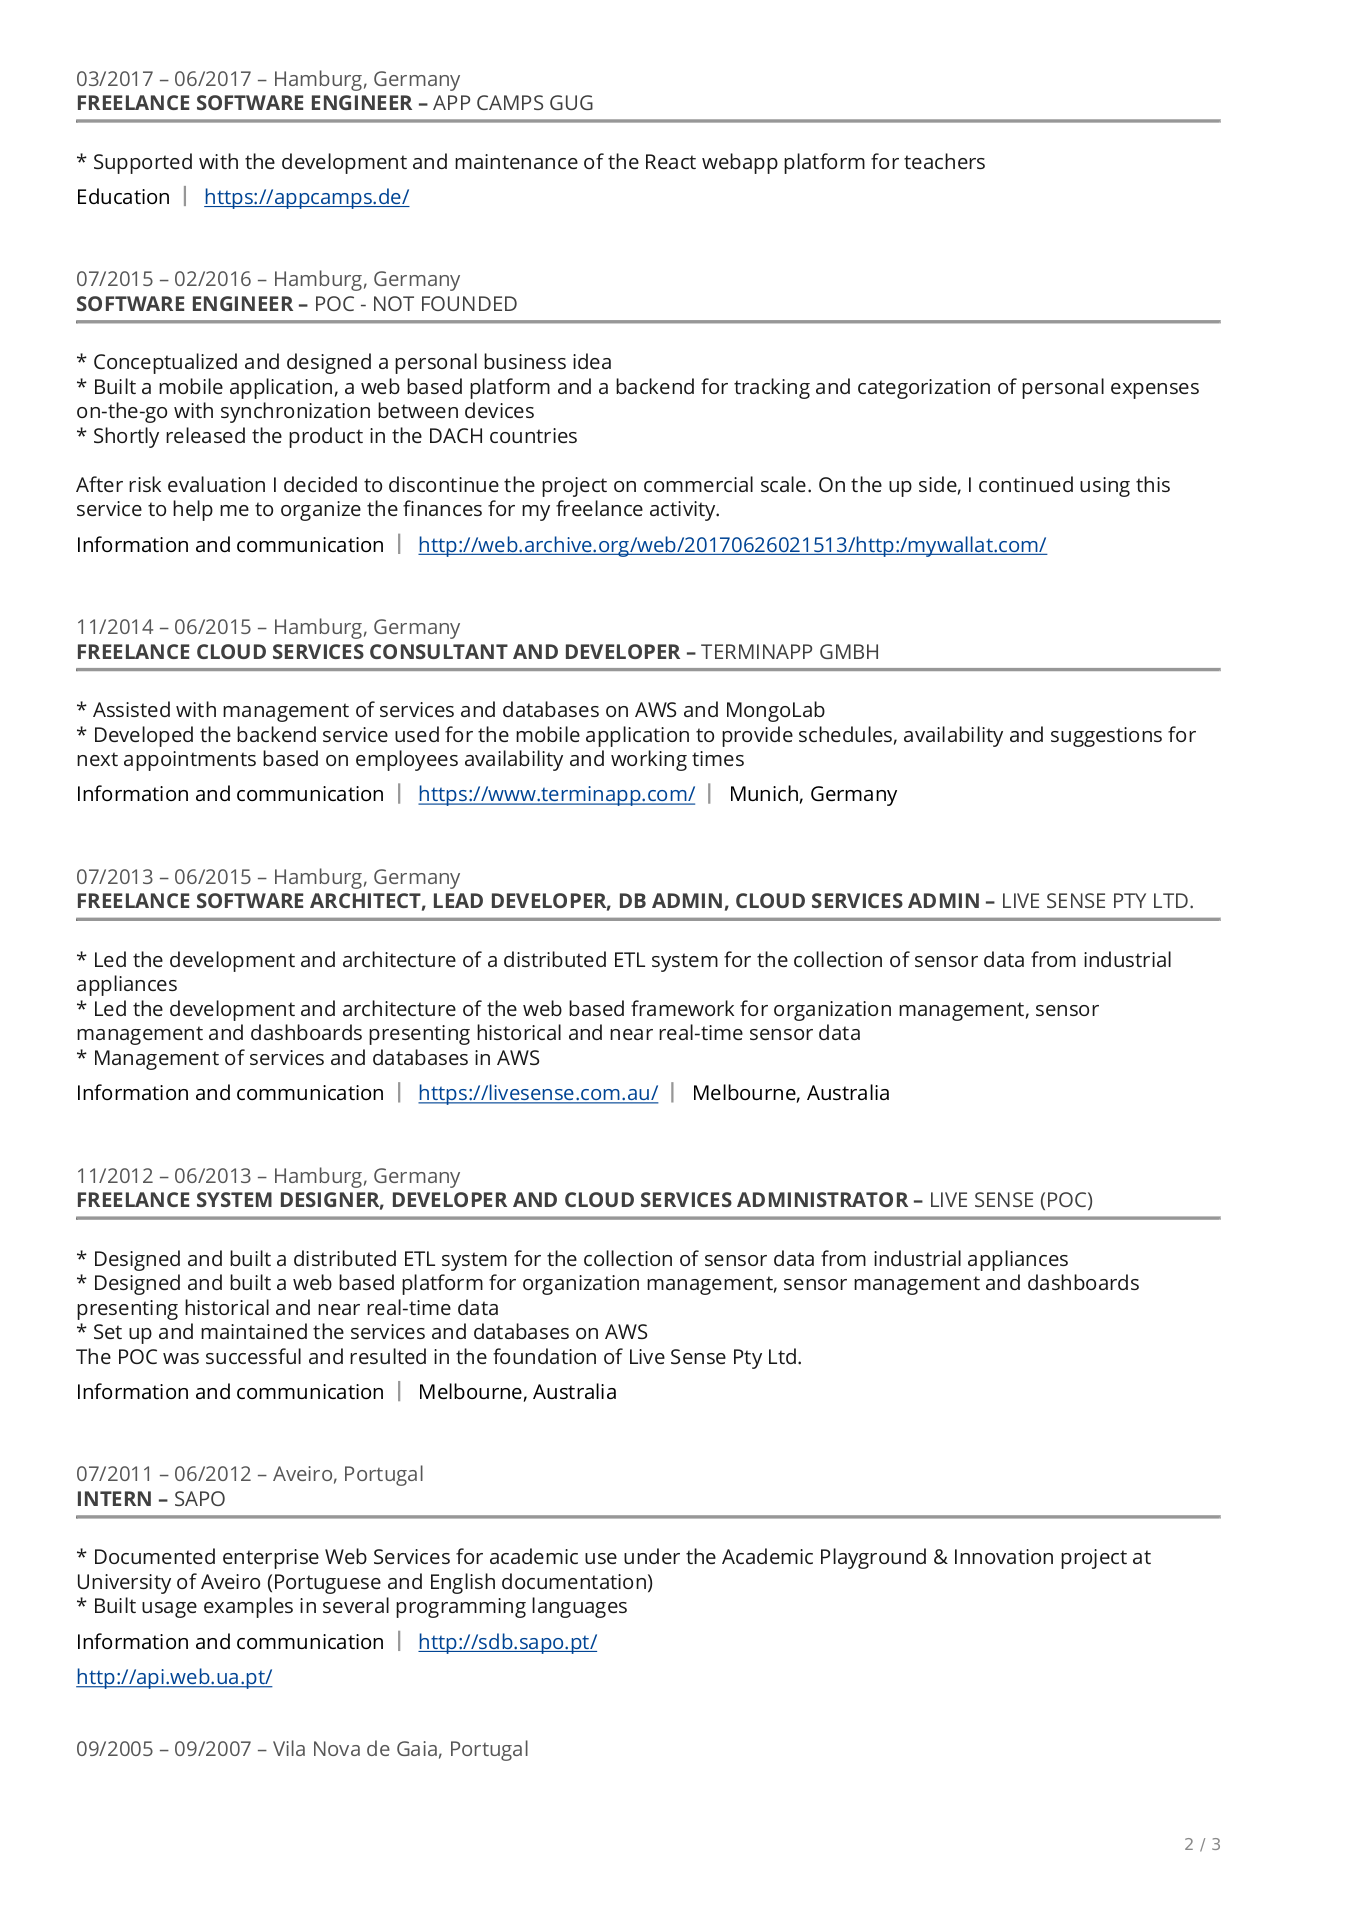 03/2017 – 06/2017 – Hamburg, Germany
FREELANCE SOFTWARE ENGINEER – APP CAMPS GUG
* Supported with the development and maintenance of the React webapp platform for teachers
Education | https://appcamps.de/
07/2015 – 02/2016 – Hamburg, Germany
SOFTWARE ENGINEER – POC - NOT FOUNDED
* Conceptualized and designed a personal business idea
* Built a mobile application, a web based platform and a backend for tracking and categorization of personal expenses
on-the-go with synchronization between devices
* Shortly released the product in the DACH countries
After risk evaluation I decided to discontinue the project on commercial scale. On the up side, I continued using this
service to help me to organize the finances for my freelance activity.
Information and communication | http://web.archive.org/web/20170626021513/http:/mywallat.com/
11/2014 – 06/2015 – Hamburg, Germany
FREELANCE CLOUD SERVICES CONSULTANT AND DEVELOPER – TERMINAPP GMBH
* Assisted with management of services and databases on AWS and MongoLab
* Developed the backend service used for the mobile application to provide schedules, availability and suggestions for
next appointments based on employees availability and working times
Information and communication | https://www.terminapp.com/ | Munich, Germany
07/2013 – 06/2015 – Hamburg, Germany
FREELANCE SOFTWARE ARCHITECT, LEAD DEVELOPER, DB ADMIN, CLOUD SERVICES ADMIN – LIVE SENSE PTY LTD.
* Led the development and architecture of a distributed ETL system for the collection of sensor data from industrial
appliances
* Led the development and architecture of the web based framework for organization management, sensor
management and dashboards presenting historical and near real-time sensor data
* Management of services and databases in AWS
Information and communication | https://livesense.com.au/ | Melbourne, Australia
11/2012 – 06/2013 – Hamburg, Germany
FREELANCE SYSTEM DESIGNER, DEVELOPER AND CLOUD SERVICES ADMINISTRATOR – LIVE SENSE (POC)
* Designed and built a distributed ETL system for the collection of sensor data from industrial appliances
* Designed and built a web based platform for organization management, sensor management and dashboards
presenting historical and near real-time data
* Set up and maintained the services and databases on AWS
The POC was successful and resulted in the foundation of Live Sense Pty Ltd.
Information and communication | Melbourne, Australia
07/2011 – 06/2012 – Aveiro, Portugal
INTERN – SAPO
* Documented enterprise Web Services for academic use under the Academic Playground & Innovation project at
University of Aveiro (Portuguese and English documentation)
* Built usage examples in several programming languages
Information and communication | http://sdb.sapo.pt/
http://api.web.ua.pt/
09/2005 – 09/2007 – Vila Nova de Gaia, Portugal
2 / 3